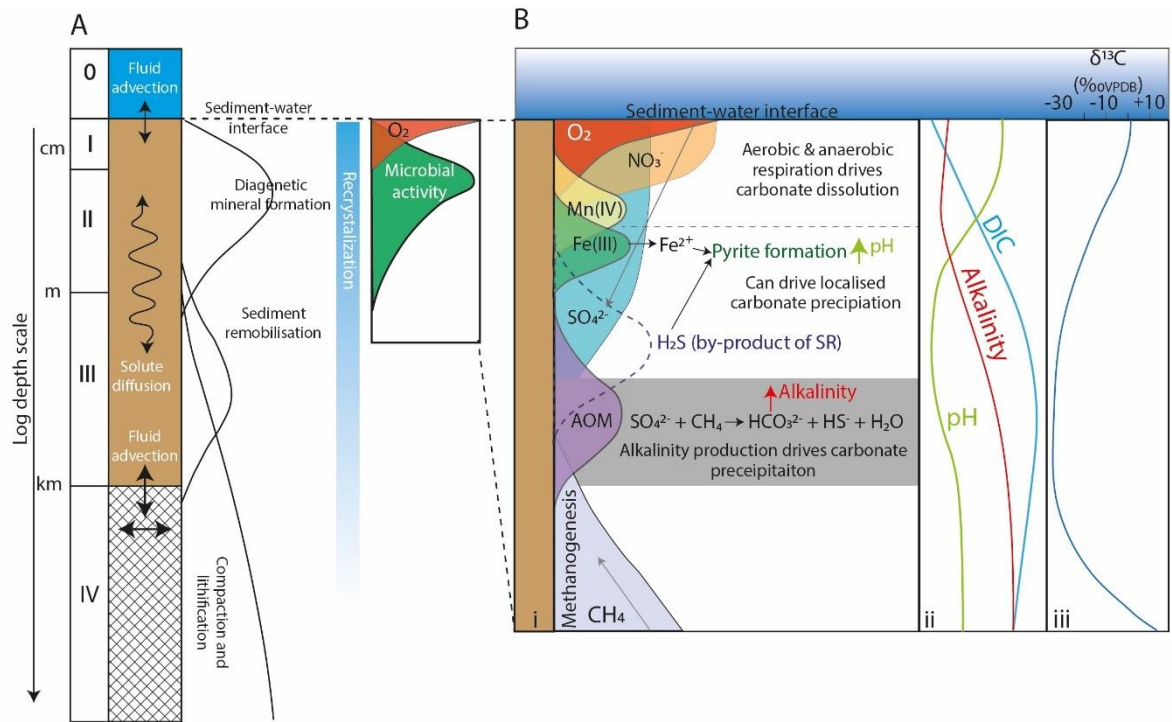 A
0
Fluid
advection
Sediment-water
interface
cm
I
Diagenetic
mineral formation
II
m
Sediment
remobilisation
III
Solute
diffusion
Fluid
advection
km
IV
Compaction and
lithification
Log depth scale
Recrystalization
O₂
Microbial
activity
B
Sediment-water interface
O₂
NO₃⁻
Mn(IV)
Fe(III)
Fe²⁺
Pyrite formation
pH
SO₄²⁻
Aerobic & anaerobic
respiration drives
carbonate dissolution
Can drive localised
carbonate precipiation
H₂S (by-product of SR)
Alkalinity
AOM
SO₄²⁻ + CH₄ → HCO₃²⁻ + HS⁻ + H₂O
Alkalinity production drives carbonate
preceipitaiton
Methanogenesis
CH₄
i
DIC
Alkalinity
pH
ii
δ¹³C
(‰VPDB)
-30 -10 +10
iii